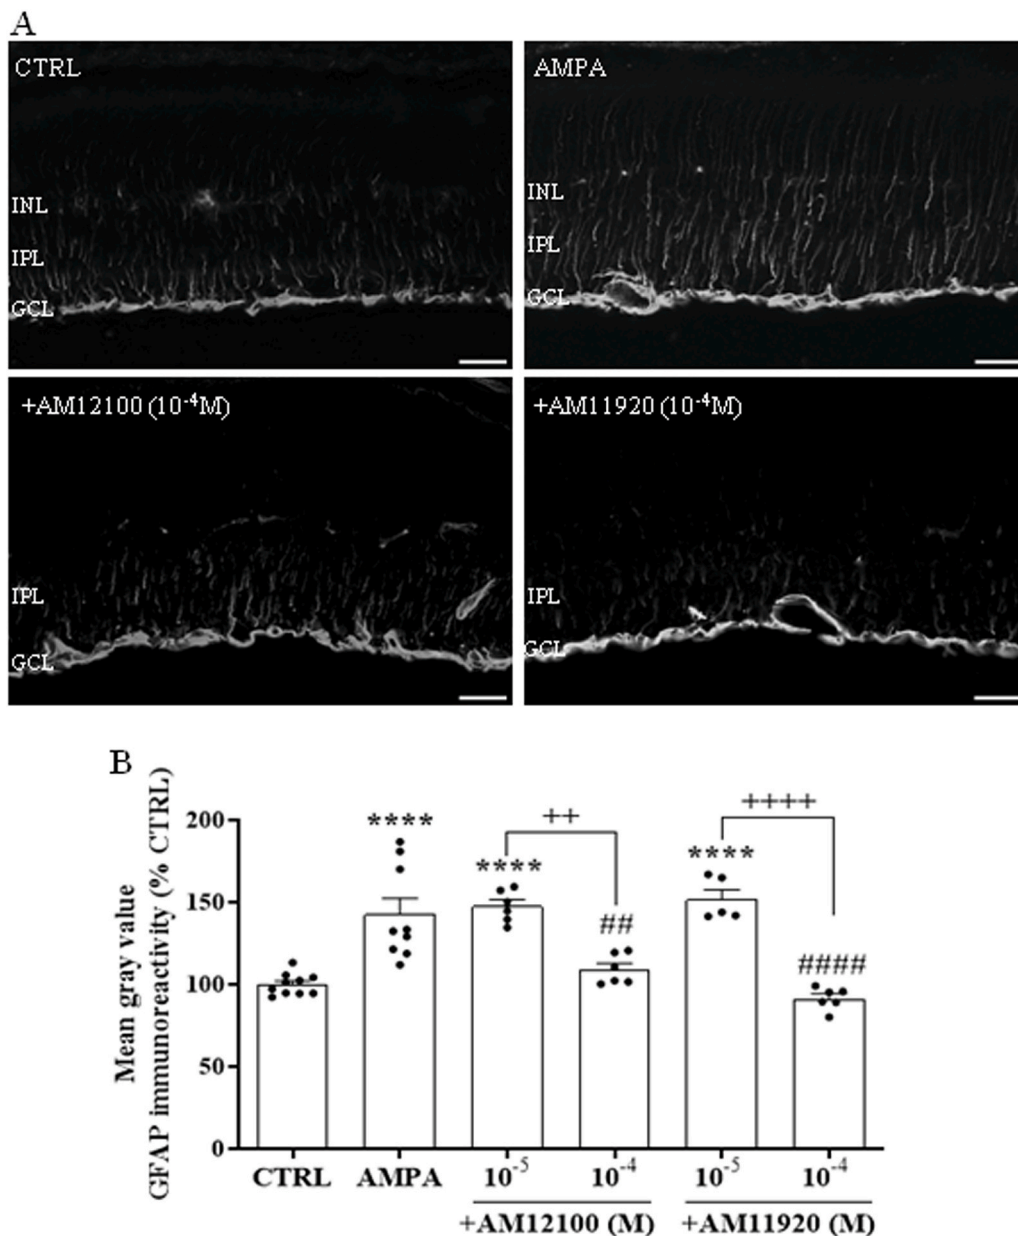 A
CTRL
AMPA
INL
INL
IPL
IPL
GCL
GCL
+AM12100 (10⁻⁴M)
+AM11920 (10⁻⁴M)
IPL
IPL
GCL
GCL
B
Mean gray value
GFAP immunoreactivity (% CTRL)
200
150
100
50
0
****
****
++
##
****
++++
####
CTRL
AMPA
10⁻⁵
10⁻⁴
10⁻⁵
10⁻⁴
+AM12100 (M)
+AM11920 (M)